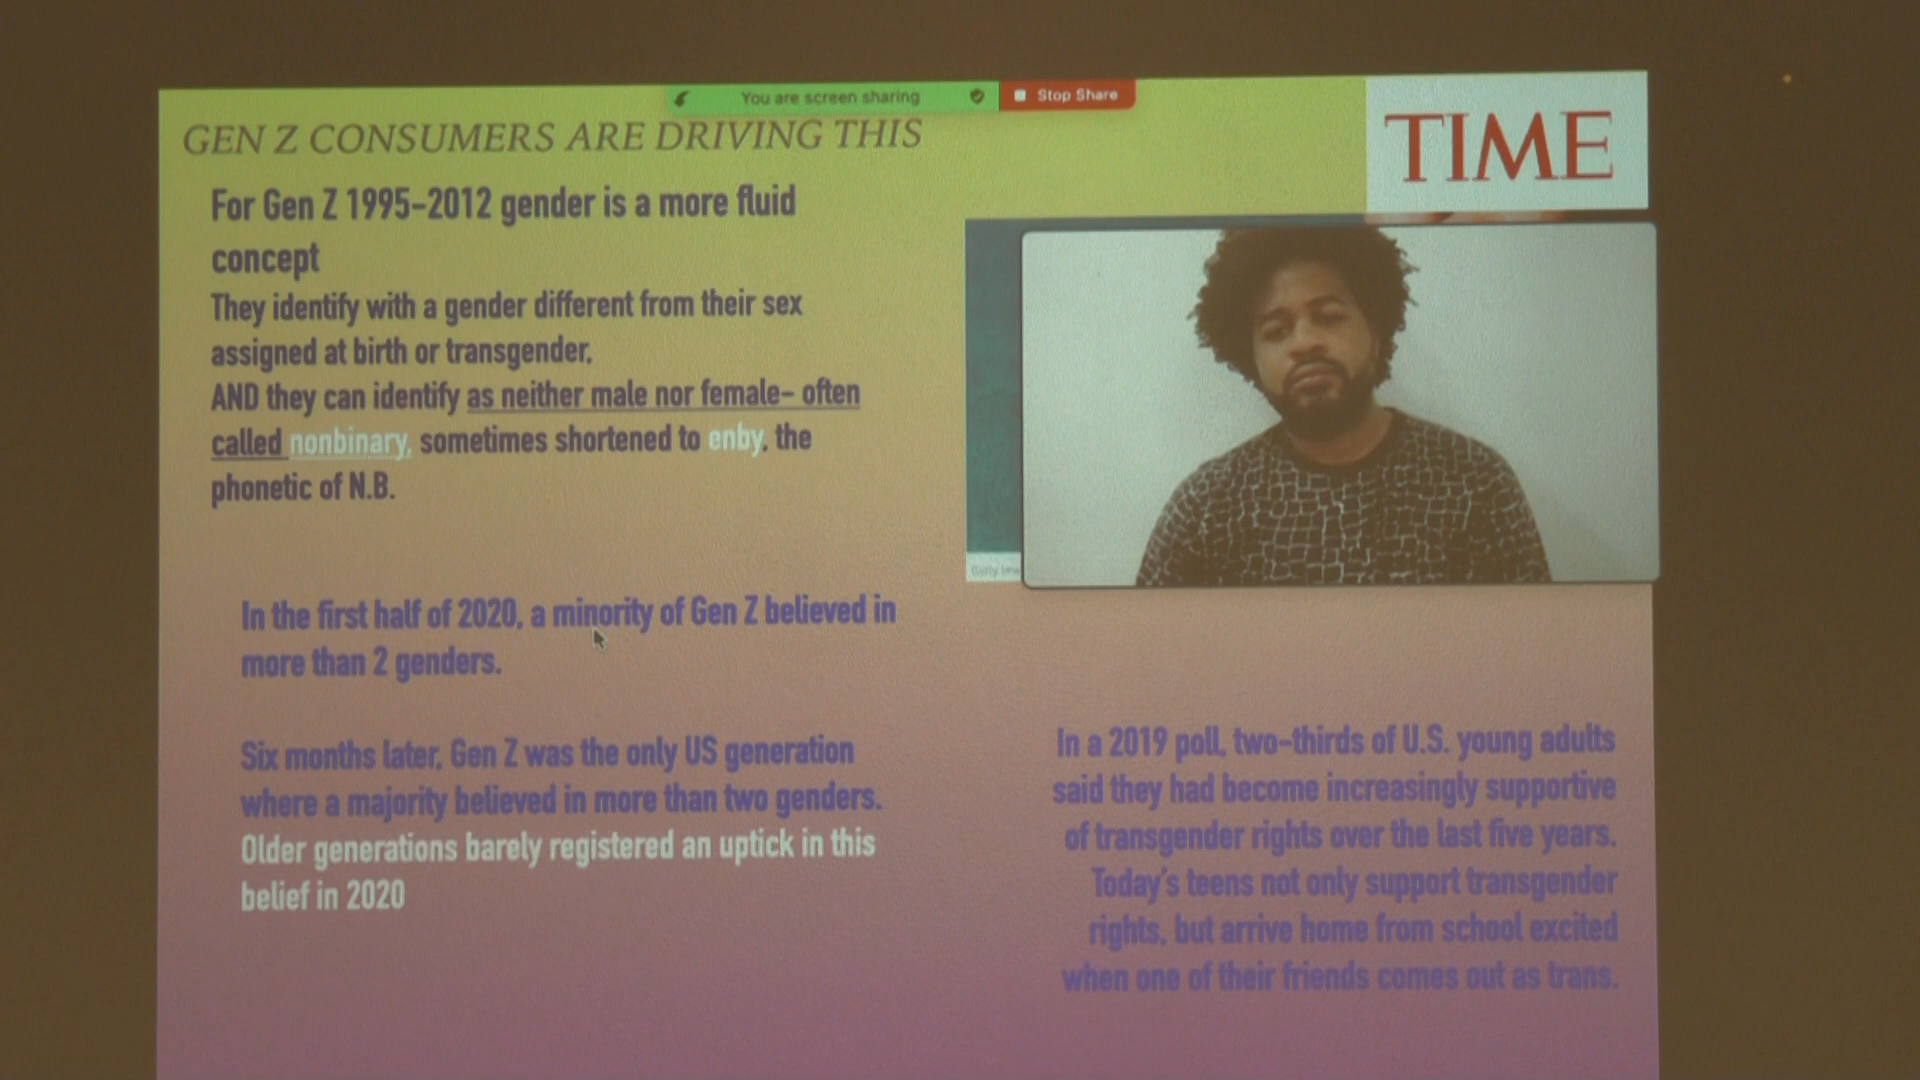 You are screen sharing
Stop Share
GEN Z CONSUMERS ARE DRIVING THIS
TIME
For Gen Z 1995-2012 gender is a more fluid
concept
They identify with a gender different from their sex
assigned at birth or transgender.
AND they can identify as neither male nor female- often
called nonbinary, sometimes shortened to enby, the
phonetic of N.B.
In the first half of 2020, a minority of Gen Z believed in
more than 2 genders.
Six months later, Gen Z was the only US generation
where a majority believed in more than two genders.
Older generations barely registered an uptick in this
belief in 2020
In a 2019 poll, two-thirds of U.S. young adults
said they had become increasingly supportive
of transgender rights over the last five years.
Today's teens not only support transgender
rights, but arrive home from school excited
when one of their friends comes out as trans.